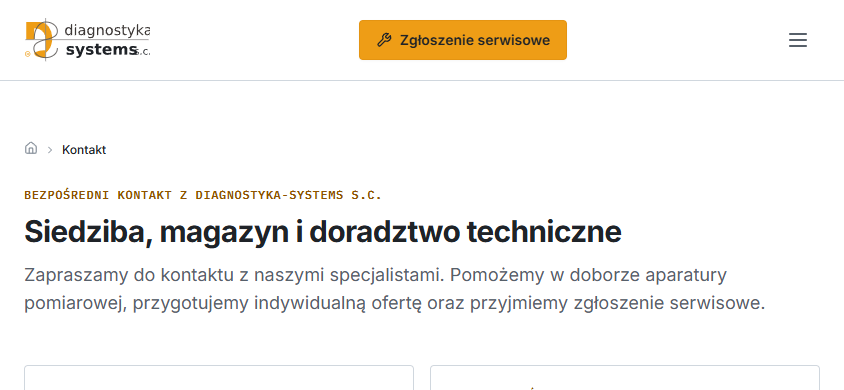 diagnostyka
systems s.c.
Zgłoszenie serwisowe
Kontakt
BEZPOŚREDNI KONTAKT Z DIAGNOSTYKA-SYSTEMS S.C.
Siedziba, magazyn i doradztwo techniczne
Zapraszamy do kontaktu z naszymi specjalistami. Pomożemy w doborze aparatury
pomiarowej, przygotujemy indywidualną ofertę oraz przyjmiemy zgłoszenie serwisowe.